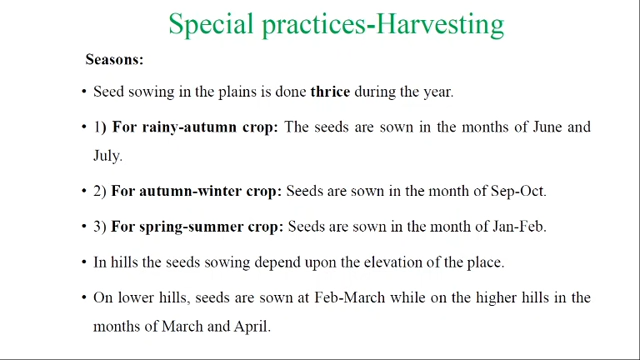 Special practices-Harvesting
Seasons:
• Seed sowing in the plains is done thrice during the year.
• 1) For rainy-autumn crop: The seeds are sown in the months of June and
July.
• 2) For autumn-winter crop: Seeds are sown in the month of Sep-Oct.
• 3) For spring-summer crop: Seeds are sown in the month of Jan-Feb.
• In hills the seeds sowing depend upon the elevation of the place.
• On lower hills, seeds are sown at Feb-March while on the higher hills in the
months of March and April.